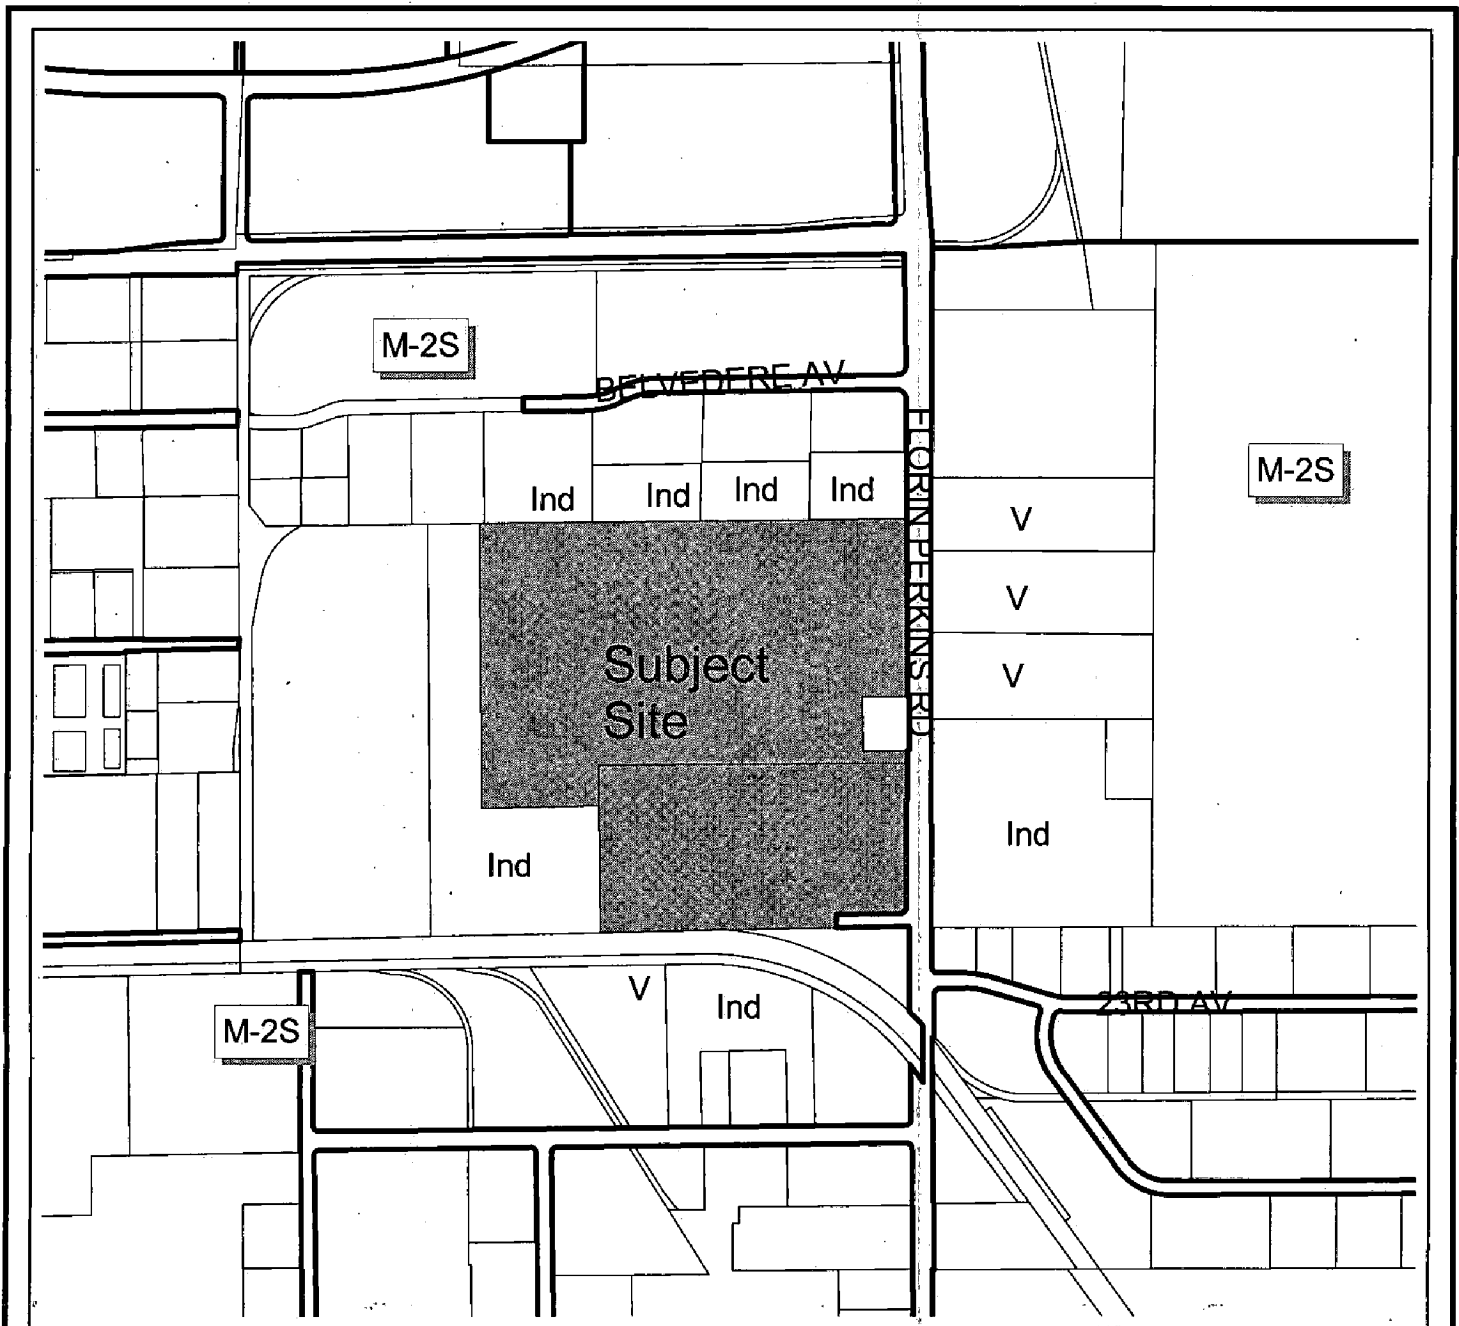 M-2S
BELVEDERE AV
FLORIN PERKINS RD
M-2S
Ind
Ind
Ind
Ind
V
V
Subject
Site
V
Ind
Ind
V
Ind
23RD AV
M-2S